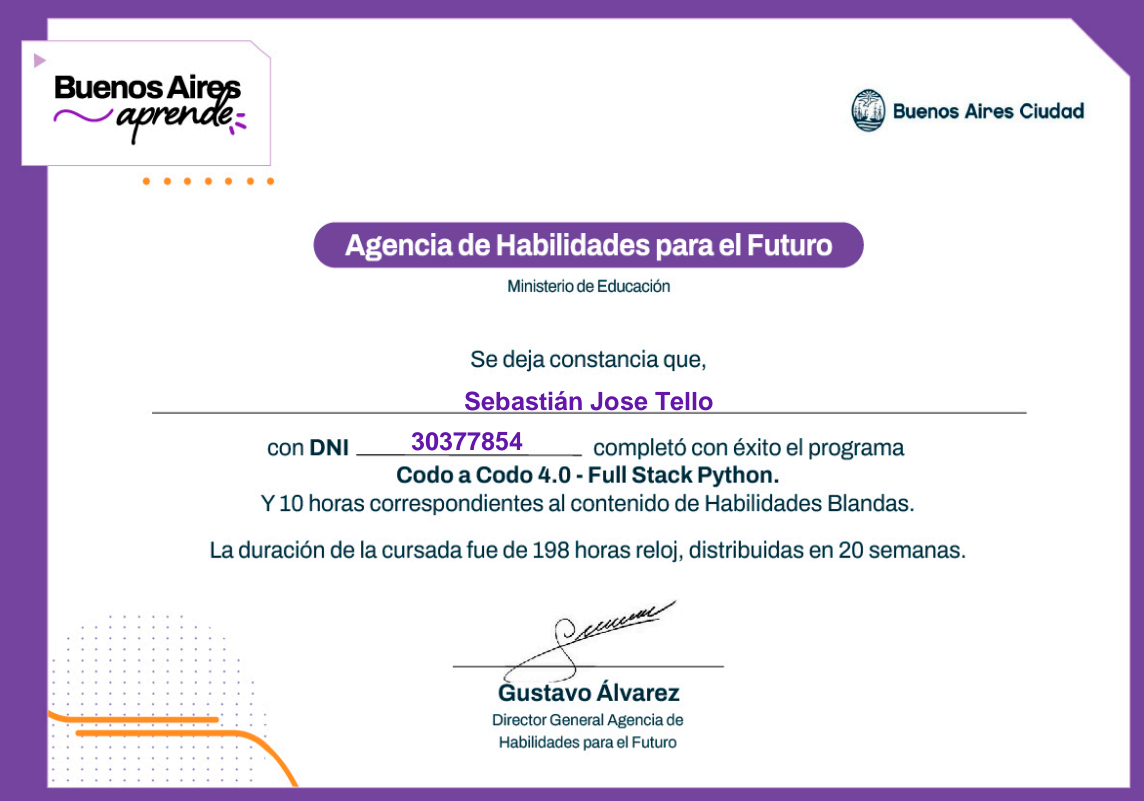 Buenos Aires
aprende
Buenos Aires Ciudad
Agencia de Habilidades para el Futuro
Ministerio de Educación
Se deja constancia que,
Sebastián Jose Tello
con DNI 30377854 completó con éxito el programa
Codo a Codo 4.0 - Full Stack Python.
Y 10 horas correspondientes al contenido de Habilidades Blandas.
La duración de la cursada fue de 198 horas reloj, distribuidas en 20 semanas.
Gustavo Álvarez
Director General Agencia de
Habilidades para el Futuro